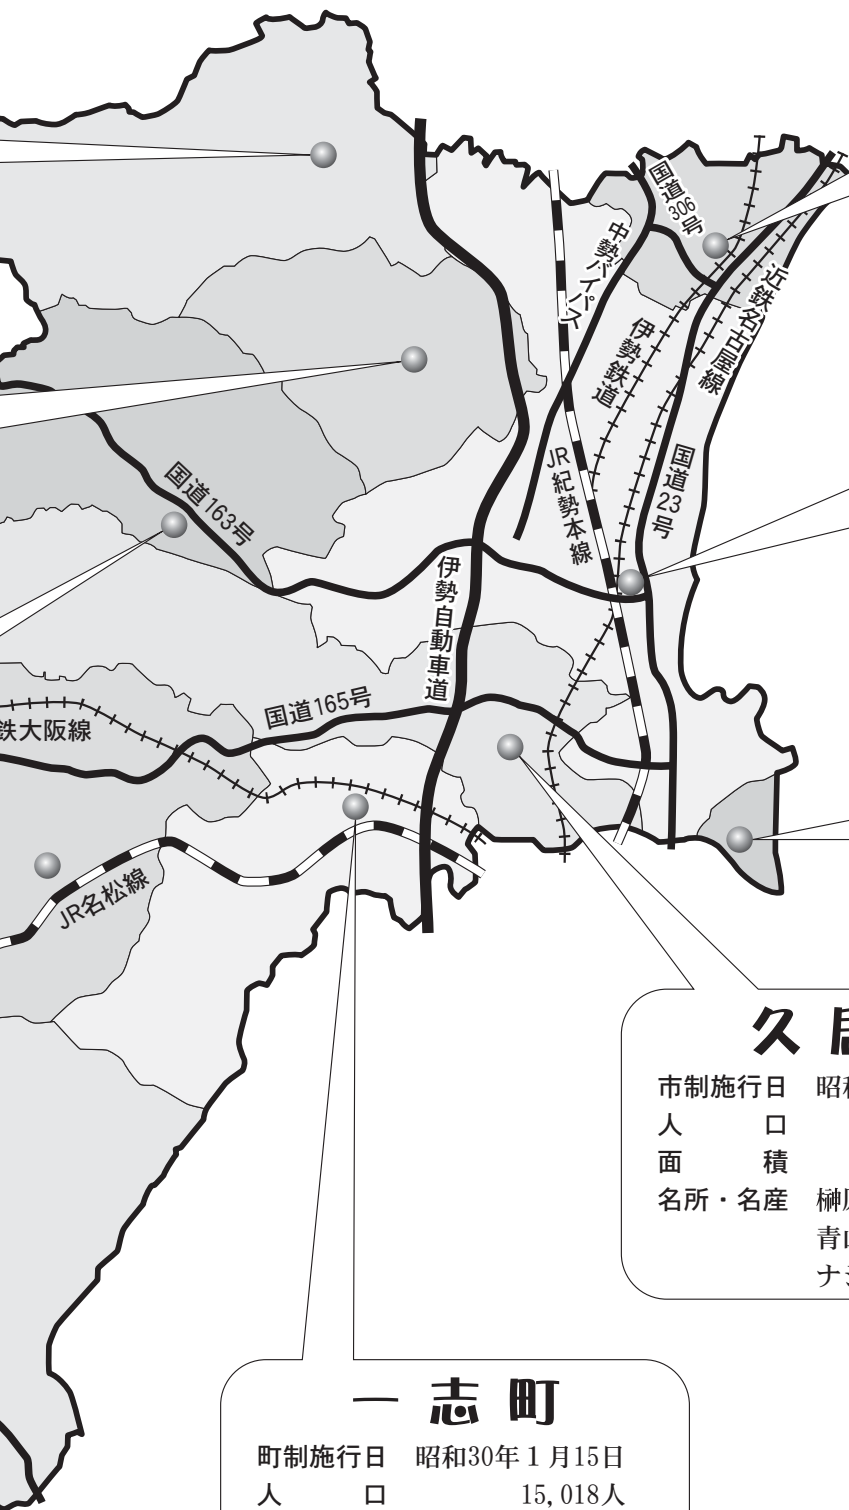 国道306号
中勢バイパス
近鉄名古屋線
伊勢鉄道
国道23号
JR紀勢本線
国道163号
伊勢自動車道
国道165号
鉄大阪線
JR名松線
久
市制施行日 昭
人 口
面 積
名所・名産 榊
青
ナ
一志町
町制施行日 昭和30年1月15日
人 口 15,018人